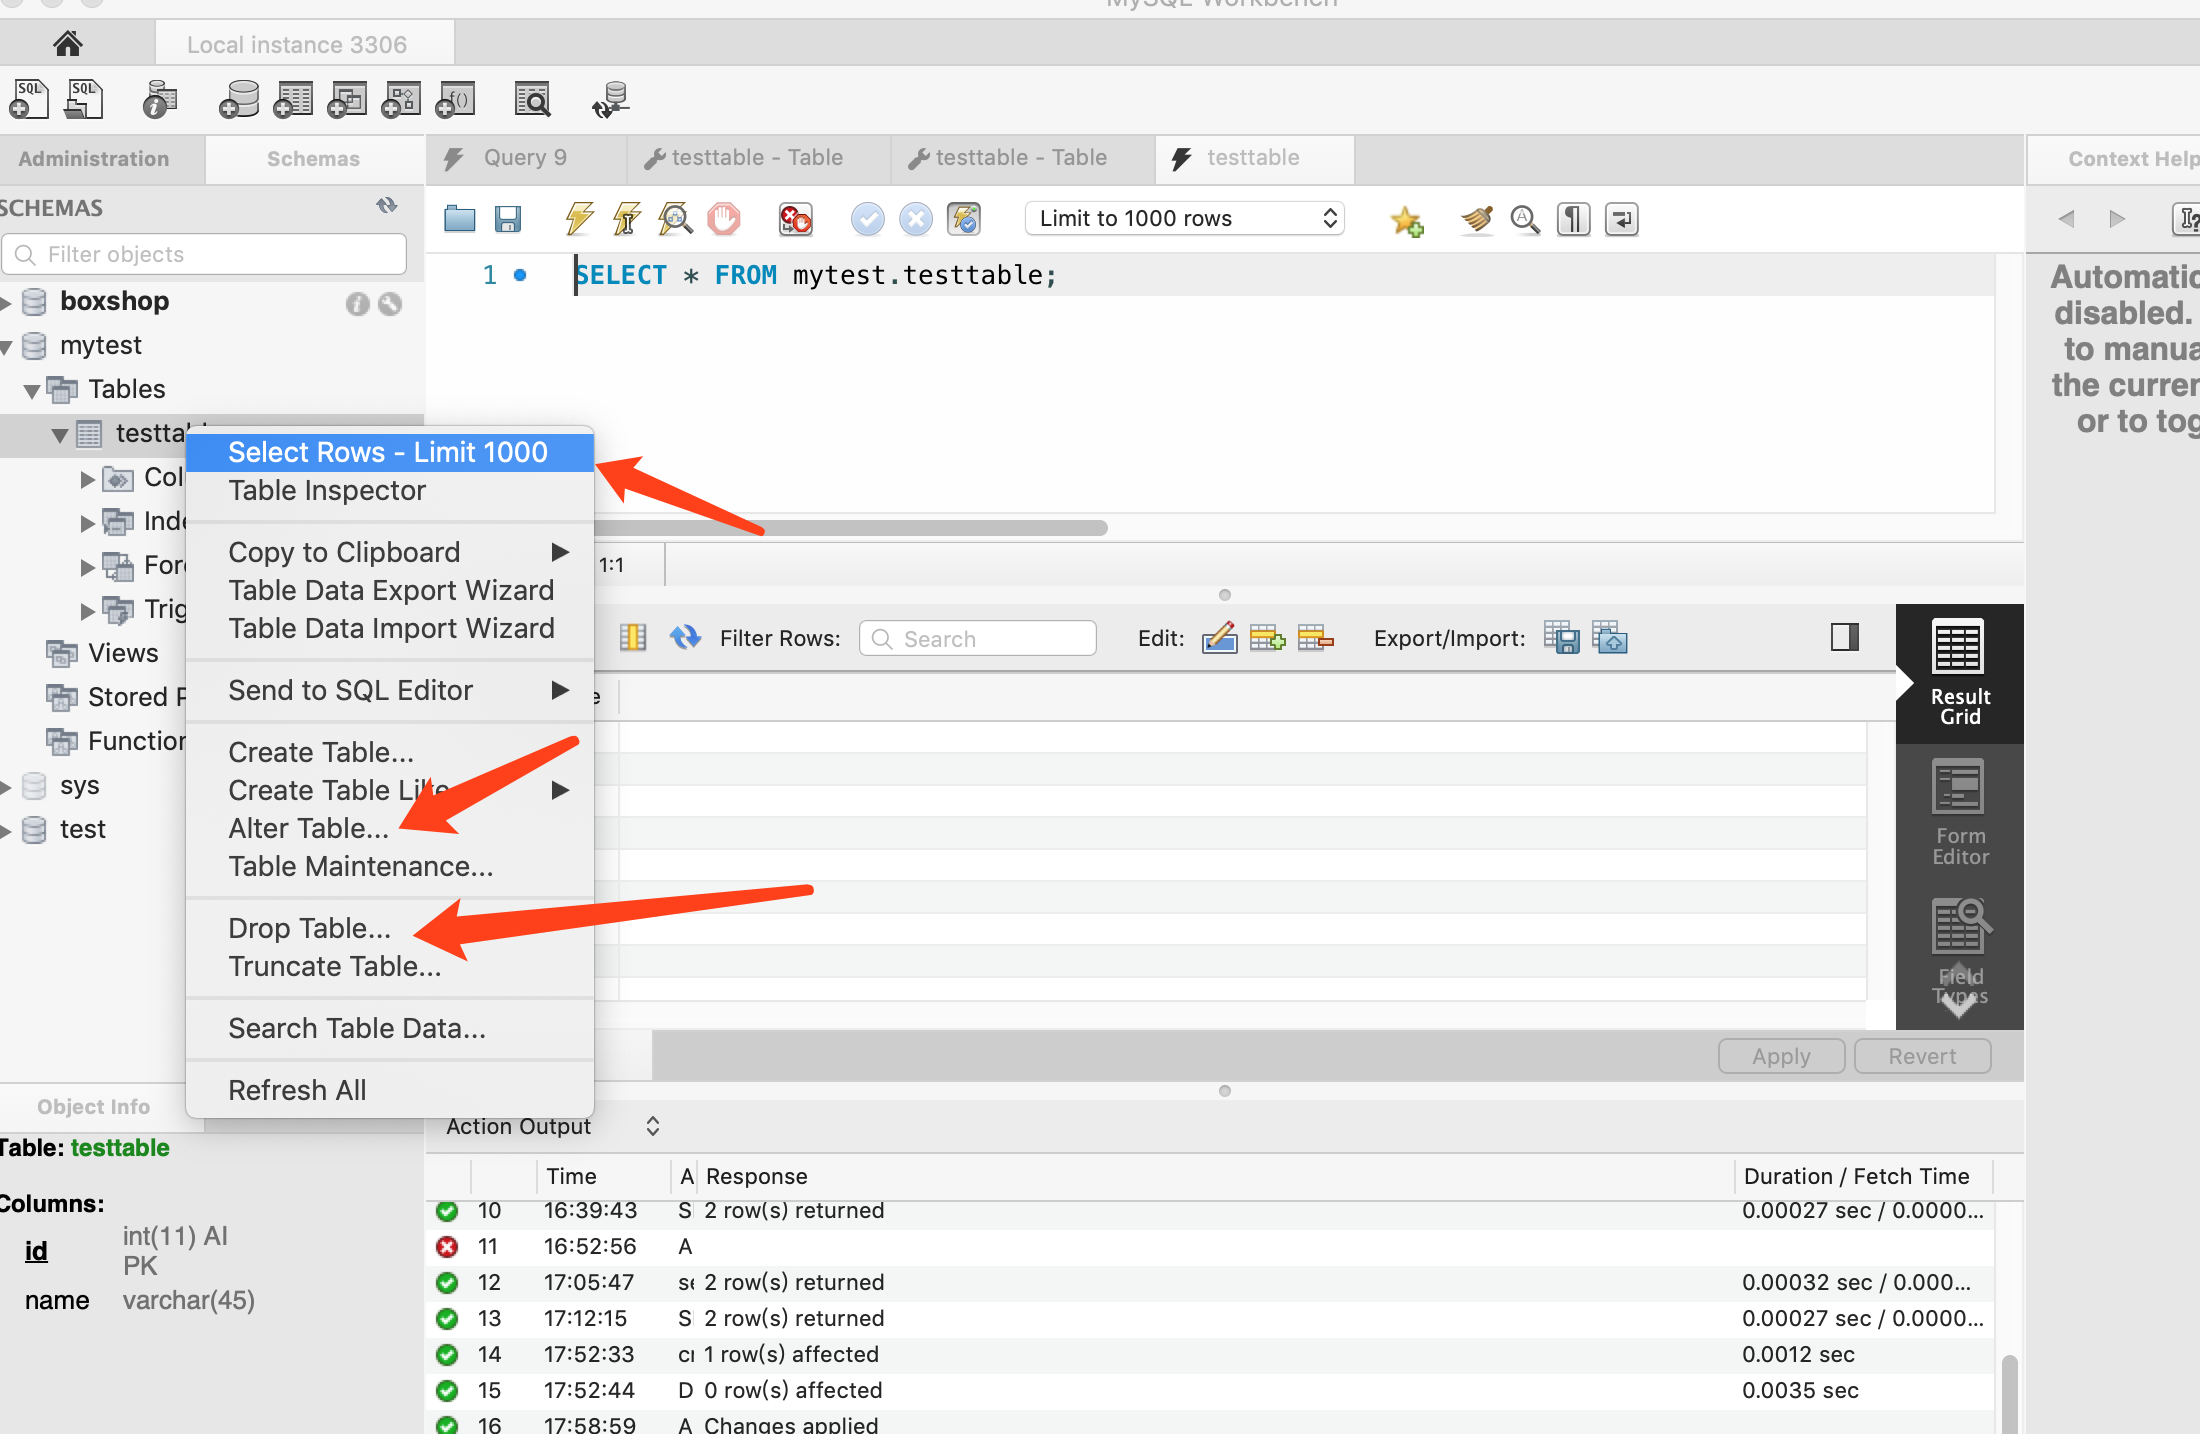 MySQL Workbench
Local instance 3306
Administration
Schemas
Query 9
testtable - Table
testtable - Table
testtable
Context Help
SCHEMAS
Filter objects
Limit to 1000 rows
1 SELECT * FROM mytest.testtable;
Automatic
disabled.
to manua
the curren
or to tog
boxshop
mytest
Tables
testtab
Col
Inde
For
Trig
Views
Stored P
Function
sys
test
Select Rows - Limit 1000
Table Inspector
Copy to Clipboard
Table Data Export Wizard
Table Data Import Wizard
Send to SQL Editor
Create Table...
Create Table Like
Alter Table...
Table Maintenance...
Drop Table...
Truncate Table...
Search Table Data...
Refresh All
1:1
Filter Rows:
Search
Edit:
Export/Import:
Result
Grid
Form
Editor
Field
Types
Apply
Revert
Object Info
Table: testtable
Columns:
id int(11) AI
PK
name varchar(45)
Action Output
Time A Response Duration / Fetch Time
10 16:39:43 S 2 row(s) returned 0.00027 sec / 0.0000...
11 16:52:56 A
12 17:05:47 se 2 row(s) returned 0.00032 sec / 0.000...
13 17:12:15 S 2 row(s) returned 0.00027 sec / 0.0000...
14 17:52:33 cr 1 row(s) affected 0.0012 sec
15 17:52:44 D 0 row(s) affected 0.0035 sec
16 17:58:59 A Changes applied